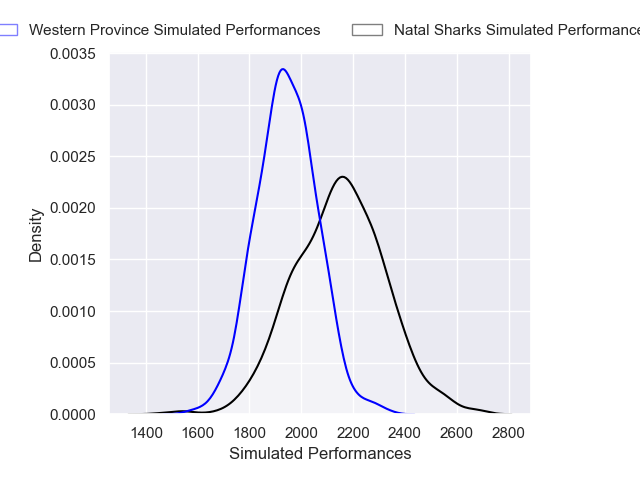 Western Province Simulated Performances Natal Sharks Simulated Performance
0.0035
0.0030
0.0025
0.0020
0.0015
0.0010
0.0005
0.0000
Density
1400 1600 1800 2000 2200 2400 2600 2800
Simulated Performances